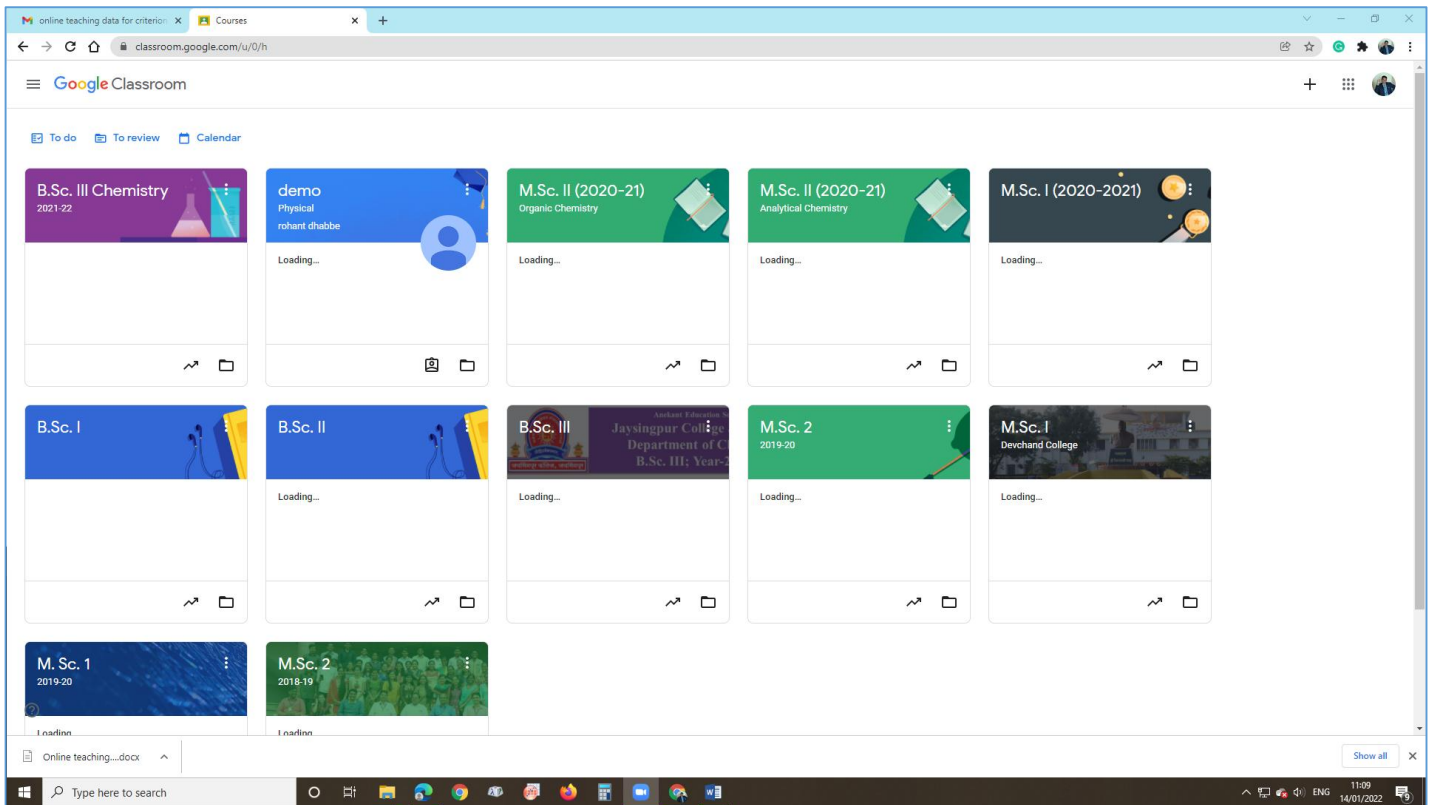 online teaching data for criterion
Courses
classroom.google.com/u/0/h
Google Classroom
To do To review Calendar
B.Sc. III Chemistry
2021-22
demo
Physical
rohant dhabbe
Loading...
M.Sc. II (2020-21)
Organic Chemistry
Loading...
M.Sc. II (2020-21)
Analytical Chemistry
Loading...
M.Sc. I (2020-2021)
Loading...
B.Sc. I
B.Sc. II
Loading...
B.Sc. III
Anekant Education S
Jaysingpur College
Department of C
B.Sc. III; Year-2
Loading...
M.Sc. 2
2019-20
Loading...
M.Sc. I
Devchand College
Loading...
M. Sc. 1
2019-20
Loading
M.Sc. 2
2018-19
Loading
Online teaching....docx
Show all
Type here to search
ENG
11:09
14/01/2022